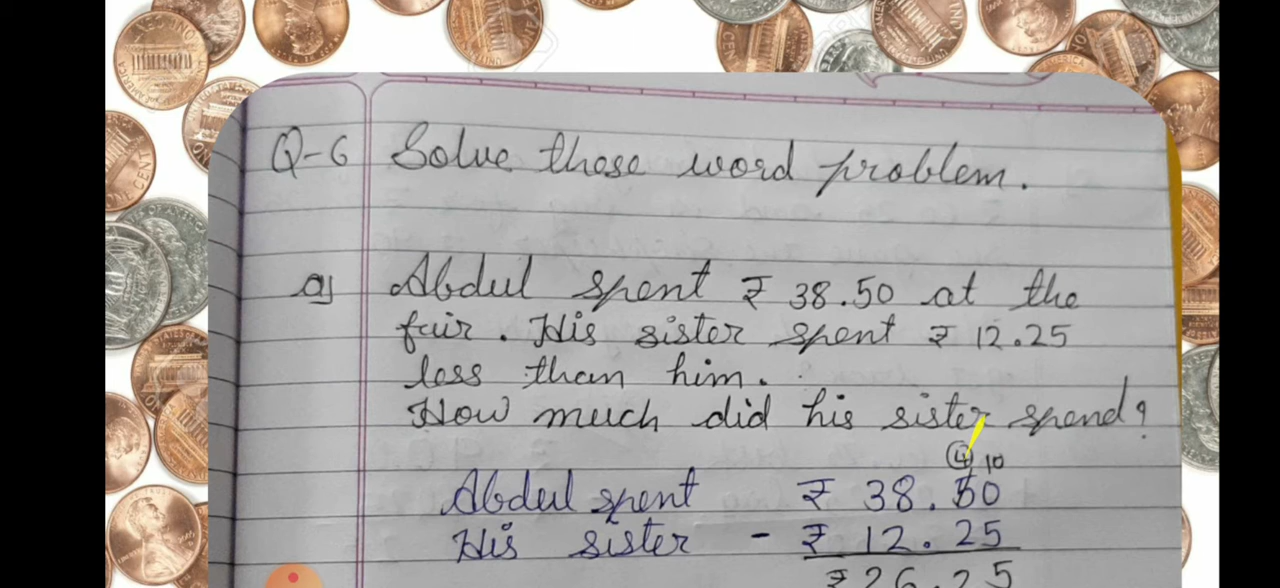 Q-6 Solve these word problem.
a) Abdul spent ₹ 38.50 at the
fair. His sister spent ₹ 12.25
less than him.
How much did his sister spend?
4 10
Abdul spent ₹ 38.50
His sister - ₹ 12.25
₹ 26.25